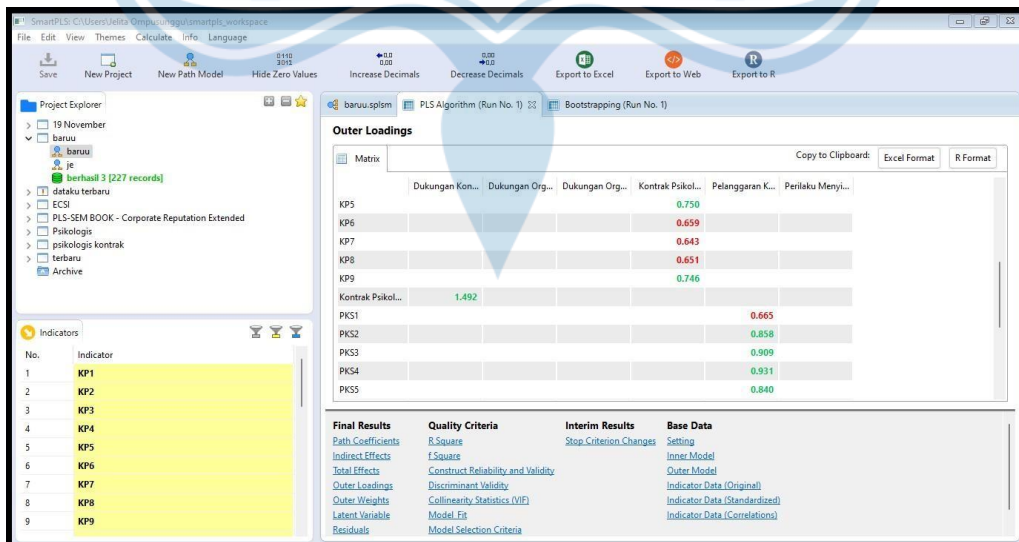 SmartPLS: C:\Users\Jelita Ompusunggu\smartpls_workspace
File Edit View Themes Calculate Info Language
Save New Project New Path Model Hide Zero Values Increase Decimals Decrease Decimals Export to Excel Export to Web Export to R
Project Explorer
19 November
baruu
baruu
je
berhasil 3 [227 records]
dataku terbaru
ECSI
PLS-SEM BOOK - Corporate Reputation Extended
Psikologis
psikologis kontrak
terbaru
Archive
Indicators
No. Indicator
1 KP1
2 KP2
3 KP3
4 KP4
5 KP5
6 KP6
7 KP7
8 KP8
9 KP9
baruu.splsm PLS Algorithm (Run No. 1) Bootstrapping (Run No. 1)
Outer Loadings
Matrix Copy to Clipboard: Excel Format R Format
Dukungan Kon... Dukungan Org... Dukungan Org... Kontrak Psikol... Pelanggaran K... Perilaku Menyi...
KP5 0.750
KP6 0.659
KP7 0.643
KP8 0.651
KP9 0.746
Kontrak Psikol... 1.492
PKS1 0.665
PKS2 0.858
PKS3 0.909
PKS4 0.931
PKS5 0.840
Final Results Quality Criteria Interim Results Base Data
Path Coefficients R Square Stop Criterion Changes Setting
Indirect Effects f Square Inner Model
Total Effects Construct Reliability and Validity Outer Model
Outer Loadings Discriminant Validity Indicator Data (Original)
Outer Weights Collinearity Statistics (VIF) Indicator Data (Standardized)
Latent Variable Model_Fit Indicator Data (Correlations)
Residuals Model Selection Criteria